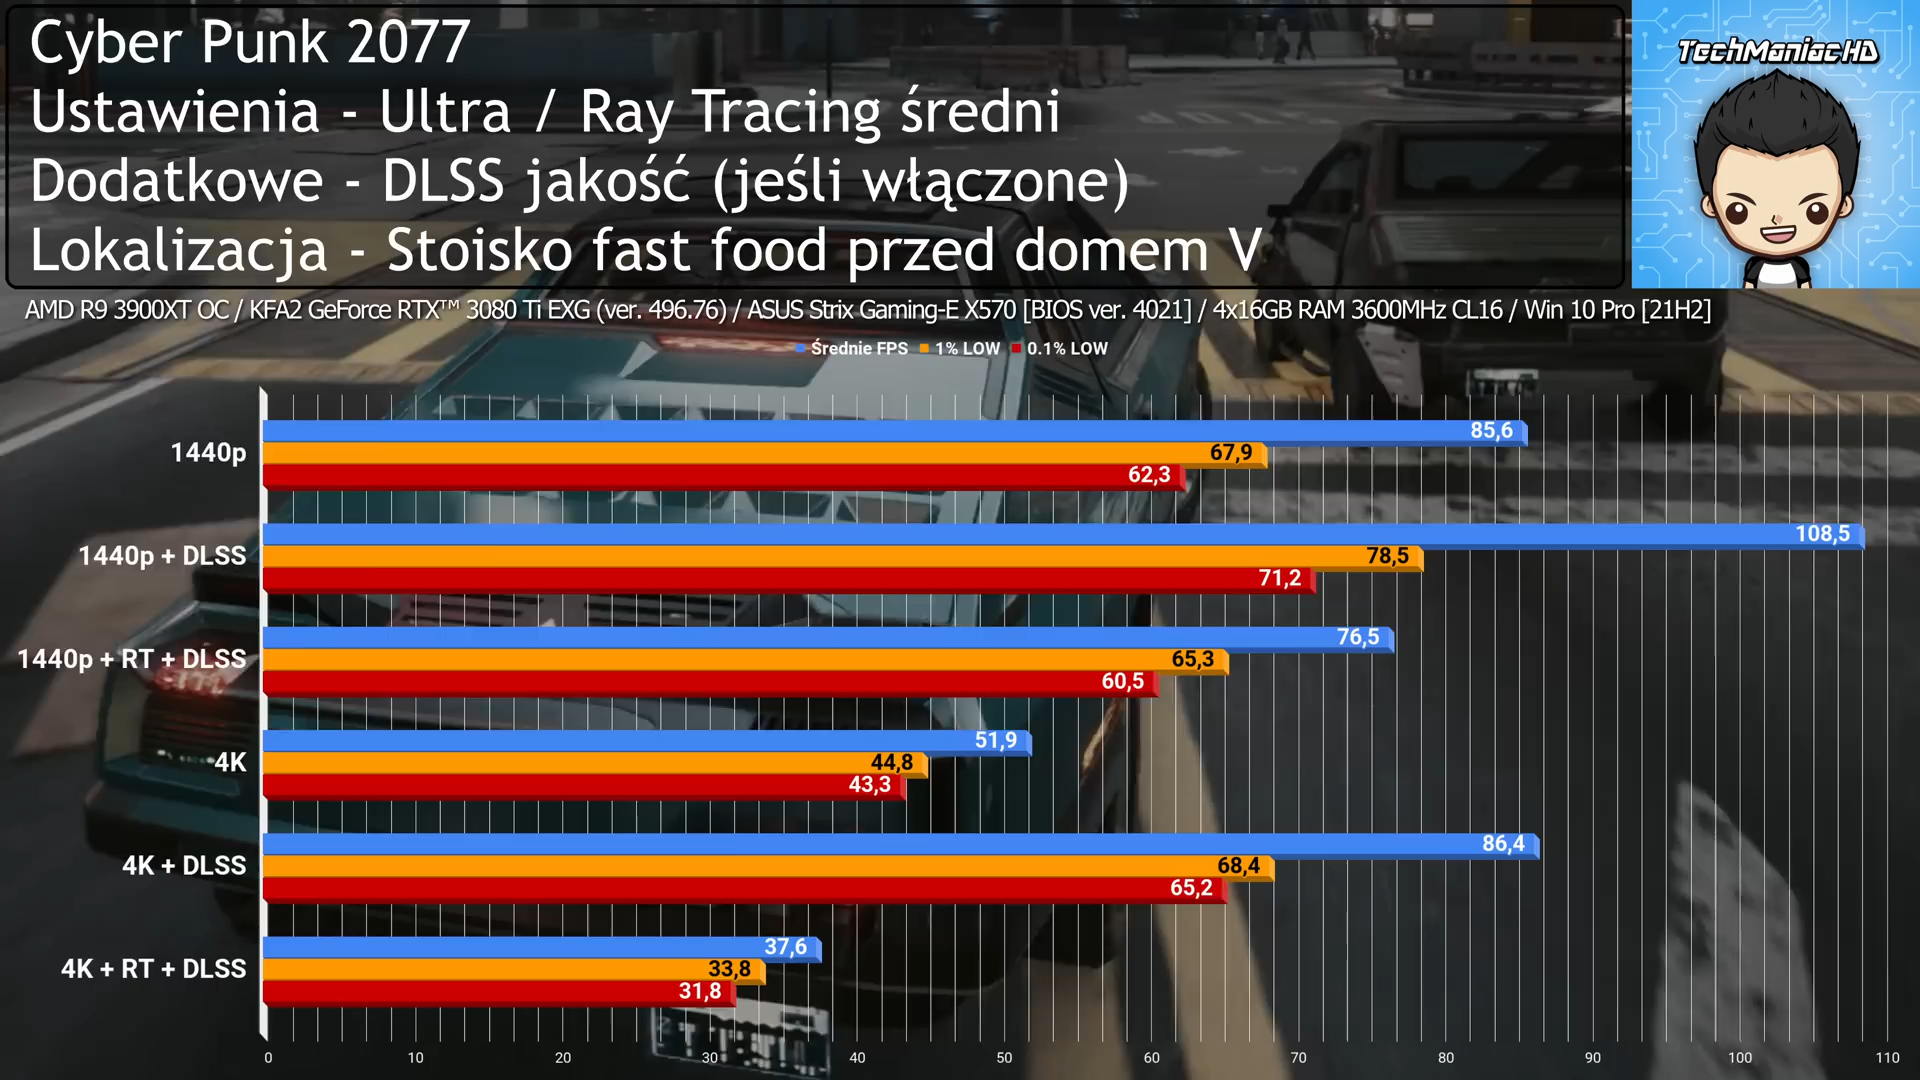 Cyber Punk 2077
TechManiacHD
Ustawienia - Ultra / Ray Tracing średni
Dodatkowe - DLSS jakość (jeśli włączone)
Lokalizacja - Stoisko fast food przed domem V
AMD R9 3900XT OC / KFA2 GeForce RTX™ 3080 Ti EXG (ver. 496.76) / ASUS Strix Gaming-E X570 [BIOS ver. 4021] / 4x16GB RAM 3600MHz CL16 / Win 10 Pro [21H2]
Średnie FPS 1% LOW 0.1% LOW
85,6
1440p 67,9
62,3
108,5
1440p + DLSS 78,5
71,2
76,5
1440p + RT + DLSS 65,3
60,5
51,9
4K 44,8
43,3
86,4
4K + DLSS 68,4
65,2
37,6
4K + RT + DLSS 33,8
31,8
0 10 20 30 40 50 60 70 80 90 100 110